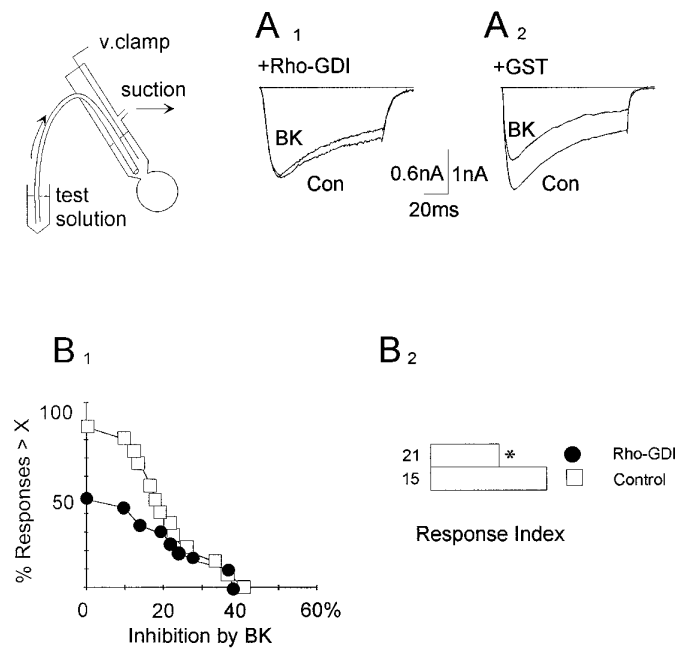 v.clamp
suction
test
solution
A 1
+Rho-GDI
BK
Con
0.6nA 1nA
20ms
A 2
+GST
BK
Con
B 1
% Responses > X
100
50
0 20 40 60%
Inhibition by BK
B 2
21 * Rho-GDI
15 Control
Response Index